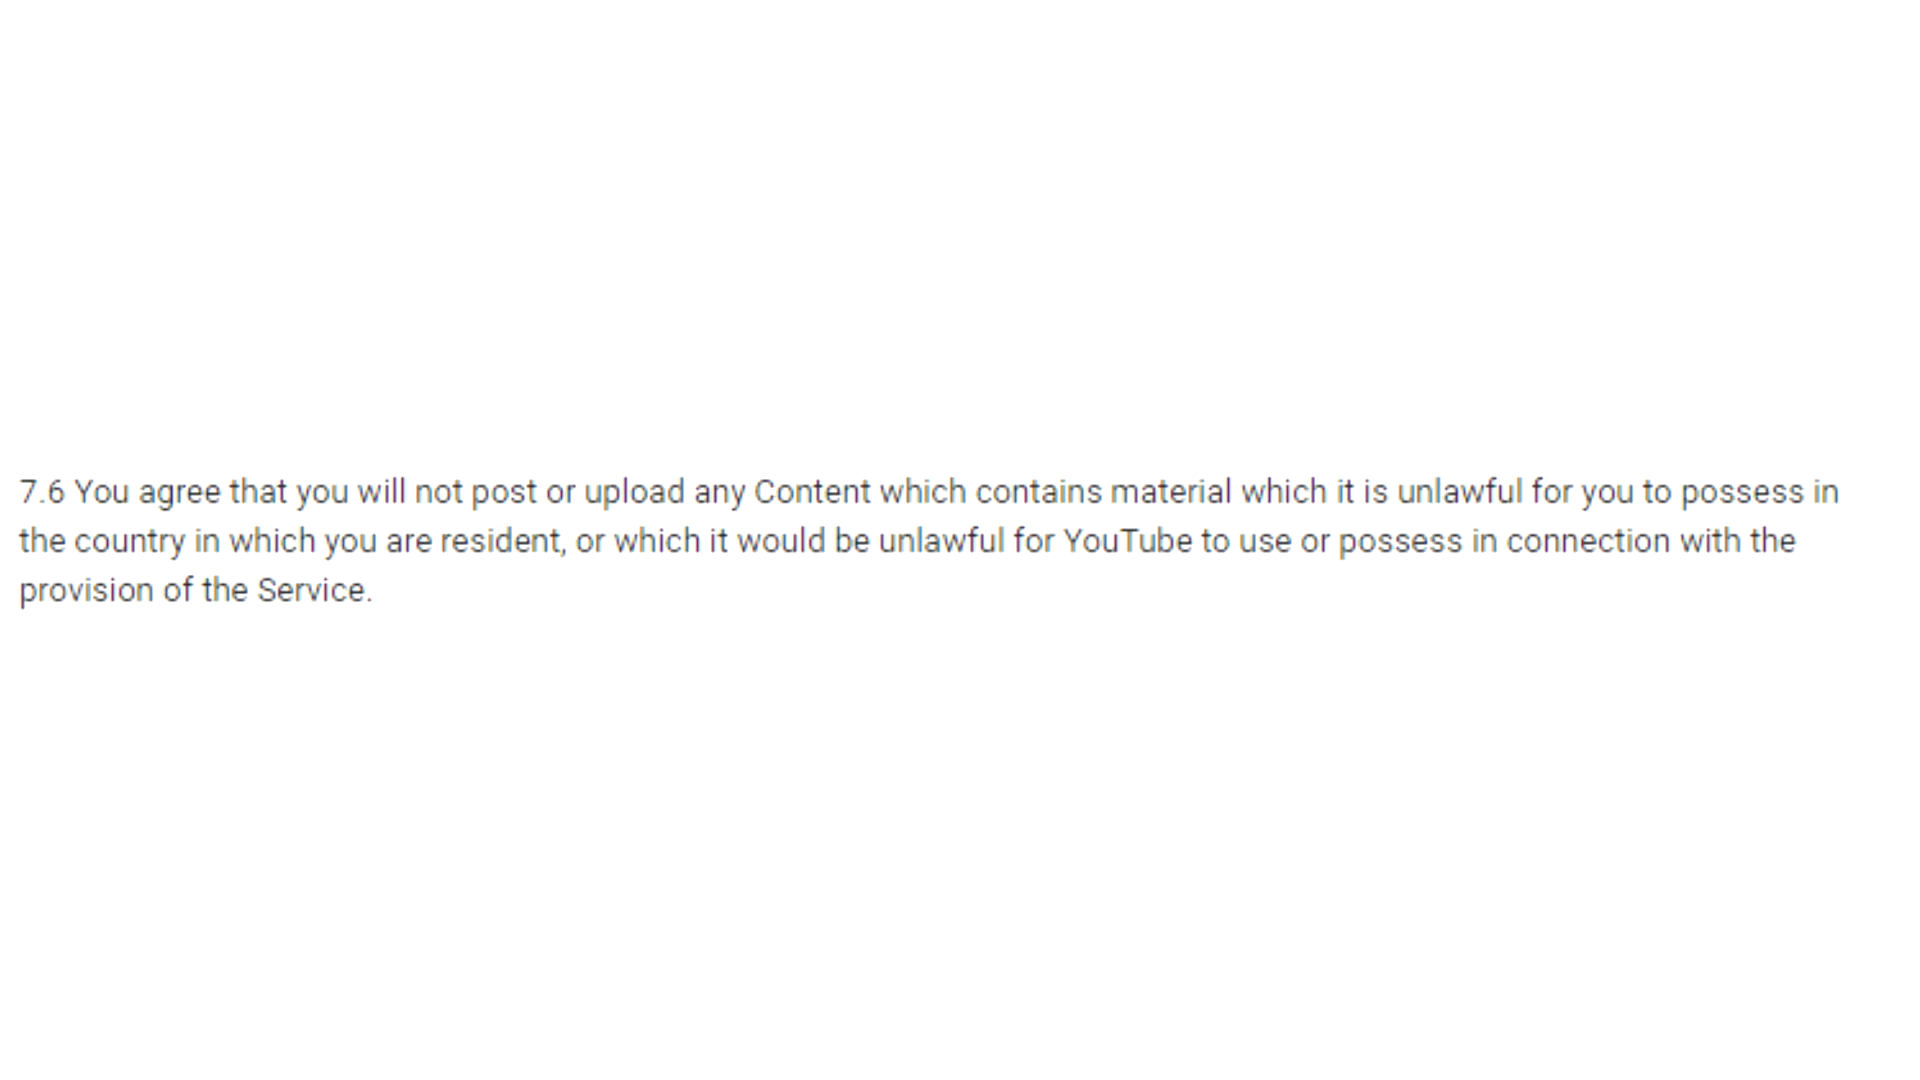 7.6 You agree that you will not post or upload any Content which contains material which it is unlawful for you to possess in
the country in which you are resident, or which it would be unlawful for YouTube to use or possess in connection with the
provision of the Service.